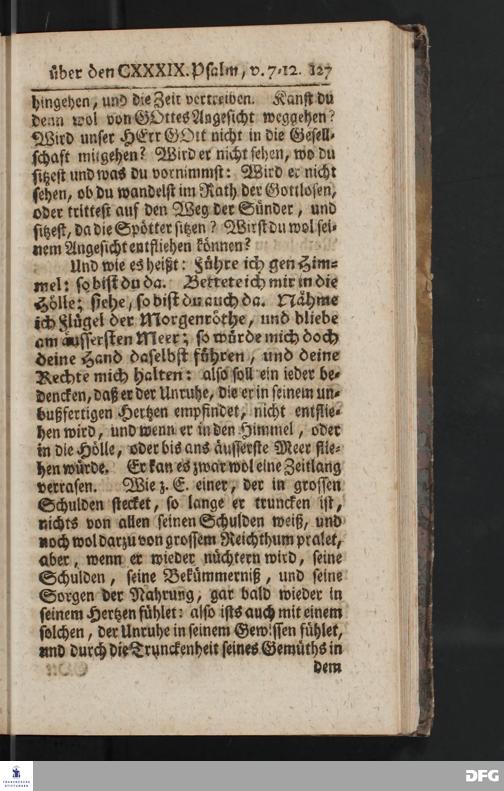 über den CXXXIX. Psalm, v. 7-12. 127
hingehen, und die Zeit vertreiben. Kanst du
denn wol von GOttes Angesicht weggehen?
Wird unser HErr GOtt nicht in die Gesell-
schaft mitgehen? Wird er nicht sehen, wo du
sitzest und was du vornimmst: Wird er nicht
sehen, ob du wandelst im Rath der Gottlosen,
oder trittest auf den Weg der Sünder, und
sitzest, da die Spötter sitzen? Wirst du wol sei-
nem Angesicht entfliehen können?
Und wie es heißt: Führe ich gen Him-
mel: so bist du da. Bettete ich mir in die
Hölle; siehe, so bist du auch da. Nähme
ich Flügel der Morgenröthe, und bliebe
am äussersten Meer; so würde mich doch
deine Hand daselbst führen, und deine
Rechte mich halten: also soll ein ieder be-
dencken, daß er der Unruhe, die er in seinem un-
bußfertigen Hertzen empfindet, nicht entflie-
hen wird, und wenn er in den Himmel, oder
in die Hölle, oder bis ans äusserste Meer flie-
hen würde. Er kan es zwar wol eine Zeitlang
verrasen. Wie z. E. einer, der in grossen
Schulden stecket, so lange er truncken ist,
nichts von allen seinen Schulden weiß, und
noch wol darzu von grossem Reichthum pralet,
aber, wenn er wieder nüchtern wird, seine
Schulden, seine Bekümmerniß, und seine
Sorgen der Nahrung, gar bald wieder in
seinem Hertzen fühlet: also ists auch mit einem
solchen, der Unruhe in seinem Gewissen fühlet,
und durch die Trunckenheit seines Gemüths in
dem
FRANCKESCHE
STIFTUNGEN
DFG